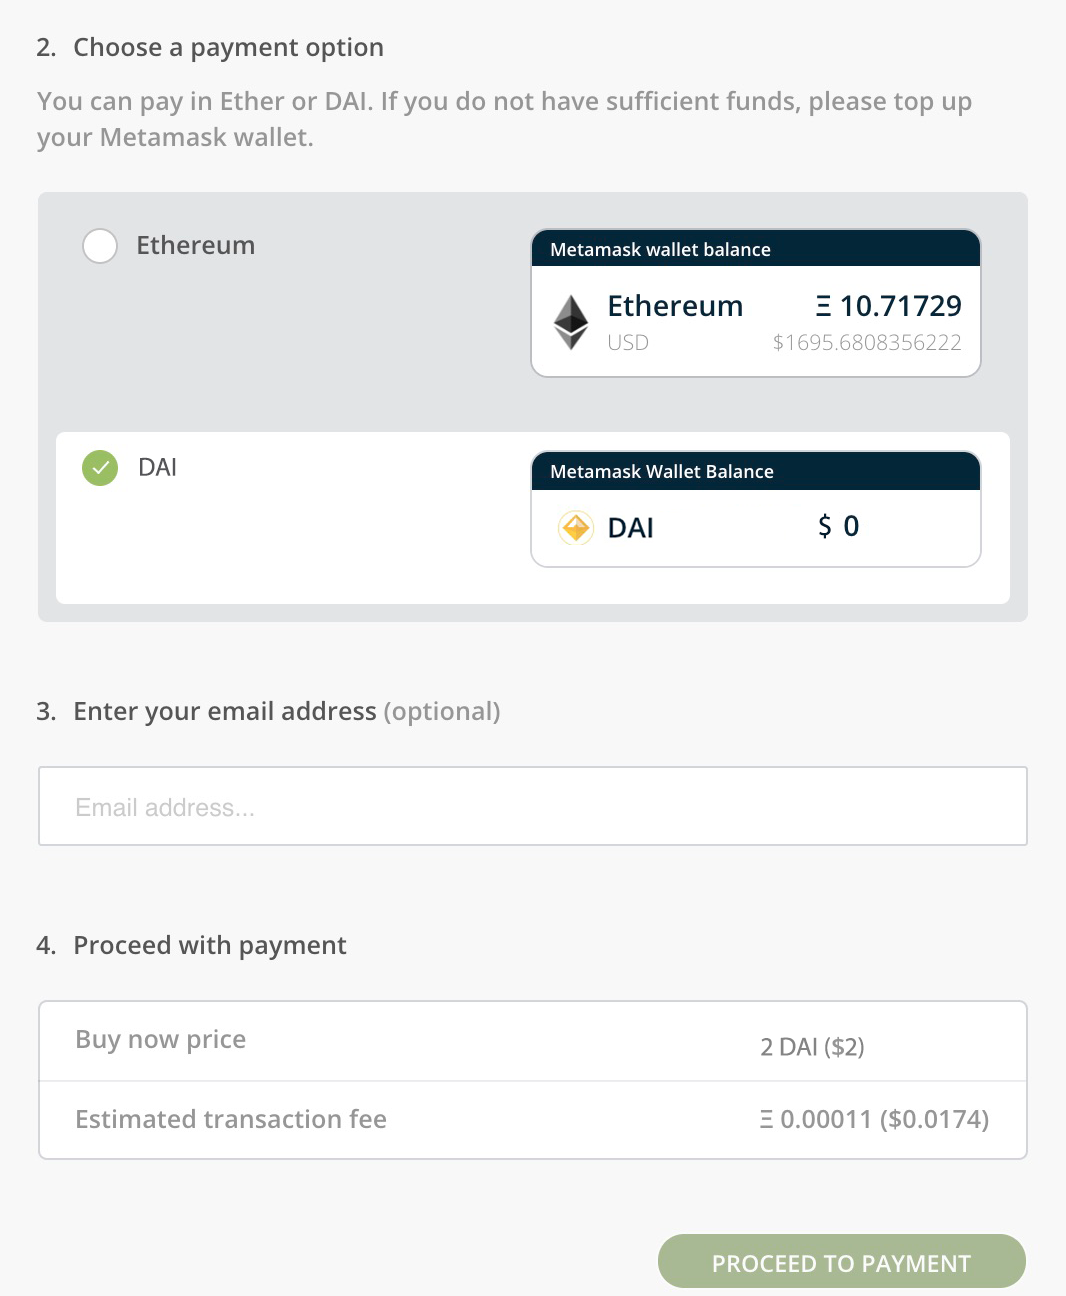 2. Choose a payment option
You can pay in Ether or DAI. If you do not have sufficient funds, please top up
your Metamask wallet.
Ethereum
Metamask wallet balance
Ethereum Ξ 10.71729
USD $1695.6808356222
DAI
Metamask Wallet Balance
DAI $ 0
3. Enter your email address (optional)
Email address...
4. Proceed with payment
Buy now price 2 DAI ($2)
Estimated transaction fee Ξ 0.00011 ($0.0174)
PROCEED TO PAYMENT